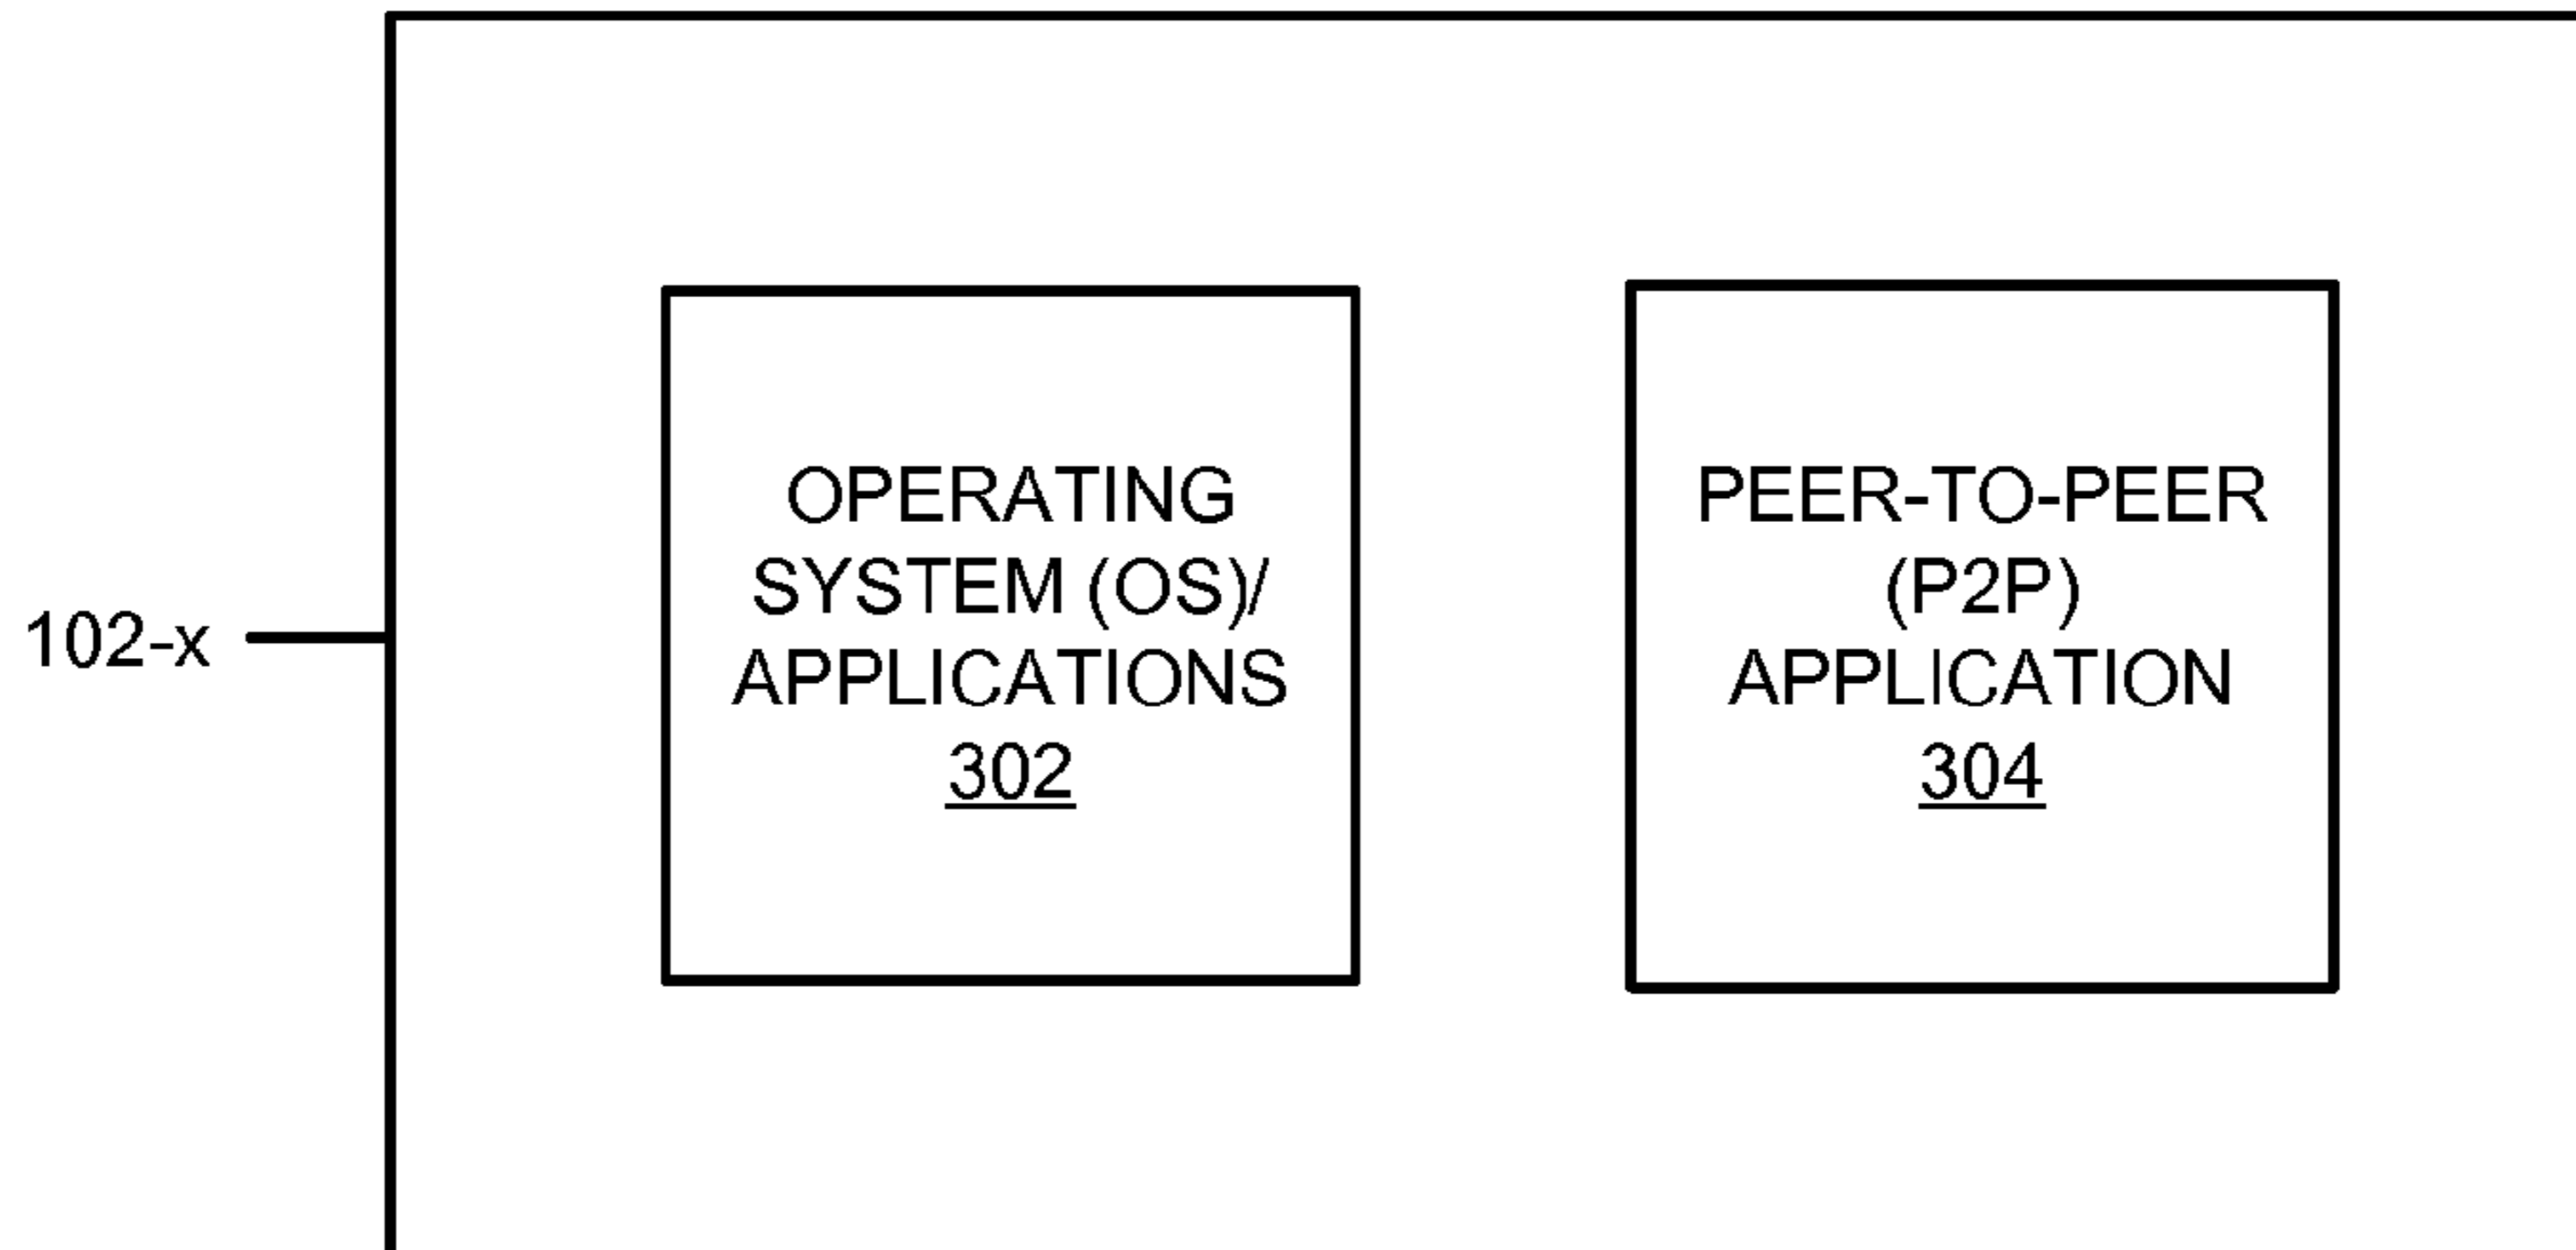 102-x
OPERATING
SYSTEM (OS)/
APPLICATIONS
302
PEER-TO-PEER
(P2P)
APPLICATION
304